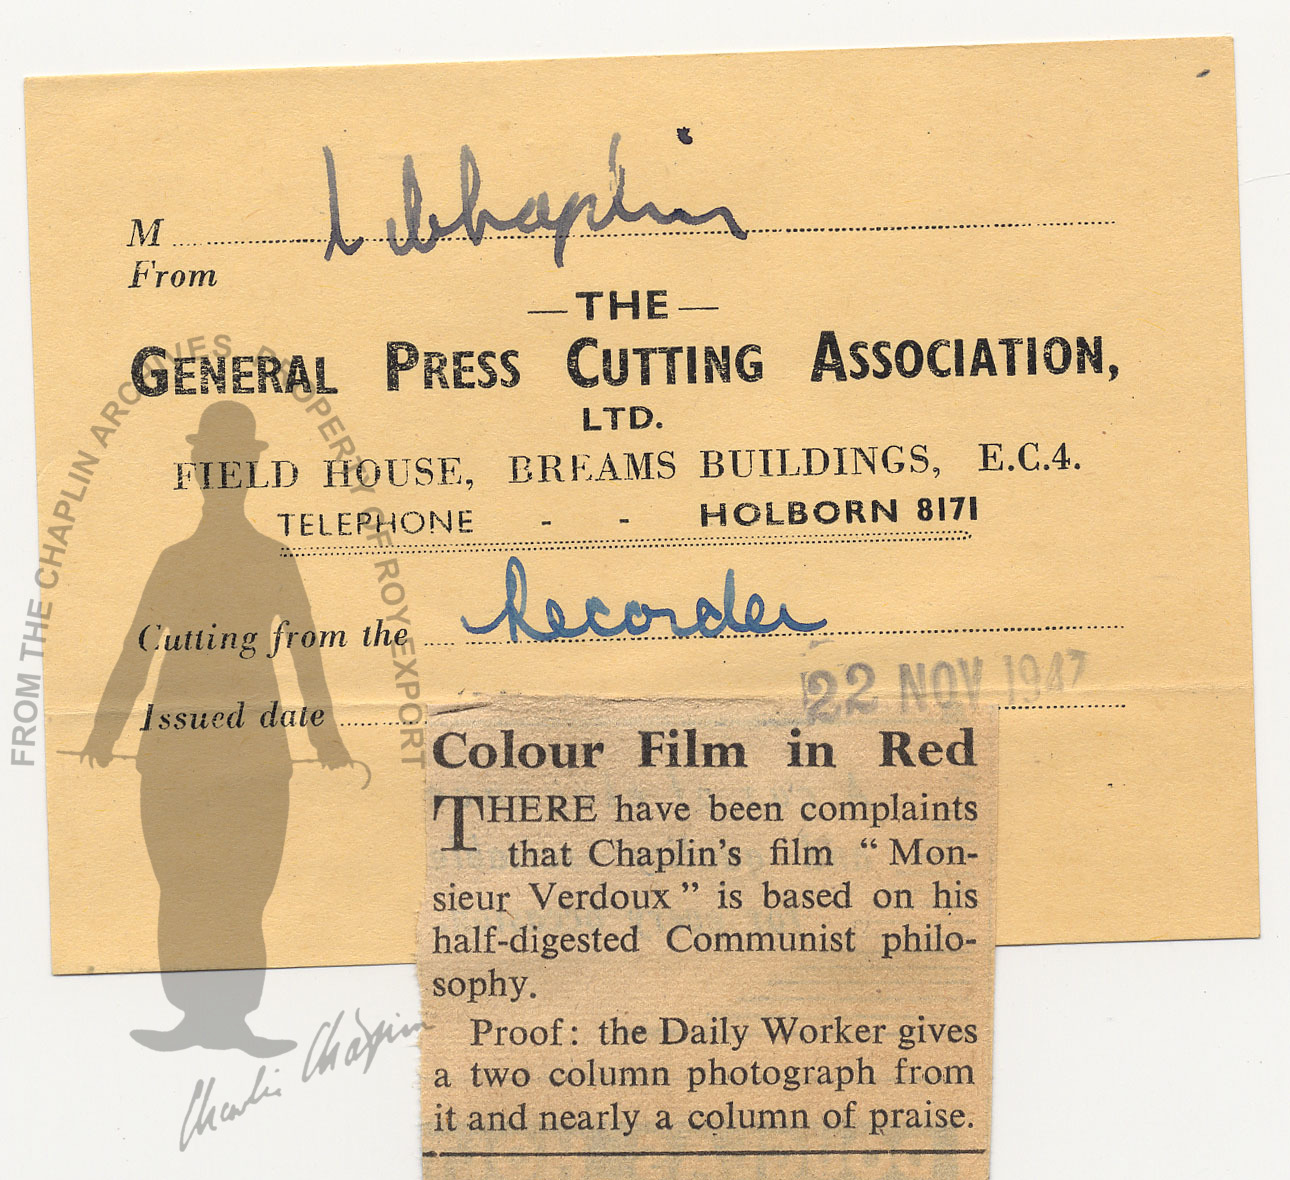 Chaplin
M
From
—THE—
GENERAL PRESS CUTTING ASSOCIATION,
LTD.
FIELD HOUSE, BREAMS BUILDINGS, E.C.4.
TELEPHONE - - HOLBORN 8171
Cutting from the Recorder
22 NOV 1947
Issued date
Colour Film in Red
THERE have been complaints
that Chaplin's film “ Mon-
sieur Verdoux ” is based on his
half-digested Communist philo-
sophy.
Proof: the Daily Worker gives
a two column photograph from
it and nearly a column of praise.
FROM THE CHAPLIN ARCHIVES, PROPERTY OF ROY EXPORT
Charlie Chaplin